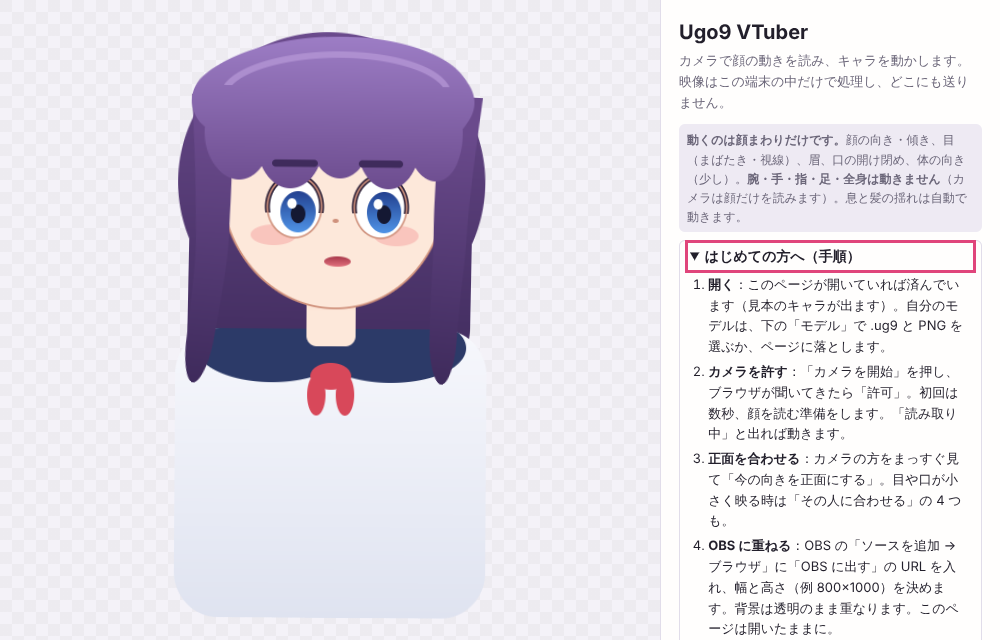 Ugo9 VTuber
カメラで顔の動きを読み、キャラを動かします。
映像はこの端末の中だけで処理し、どこにも送り
ません。
動くのは顔まわりだけです。顔の向き・傾き、目
（まばたき・視線）、眉、口の開け閉め、体の向き
（少し）。腕・手・指・足・全身は動きません（カ
メラは顔だけを読みます）。息と髪の揺れは自動で
動きます。
▼ はじめての方へ（手順）
1. 開く：このページが開いていれば済んでい
ます（見本のキャラが出ます）。自分のモ
デルは、下の「モデル」で .ug9 と PNG を
選ぶか、ページに落とします。
2. カメラを許す：「カメラを開始」を押し、
ブラウザが聞いてきたら「許可」。初回は
数秒、顔を読む準備をします。「読み取り
中」と出れば動きます。
3. 正面を合わせる：カメラの方をまっすぐ見
て「今の向きを正面にする」。目や口が小
さく映る時は「その人に合わせる」の 4 つ
も。
4. OBS に重ねる：OBS の「ソースを追加 →
ブラウザ」に「OBS に出す」の URL を入
れ、幅と高さ（例 800×1000）を決めま
す。背景は透明のまま重なります。このペ
ージは開いたままに。